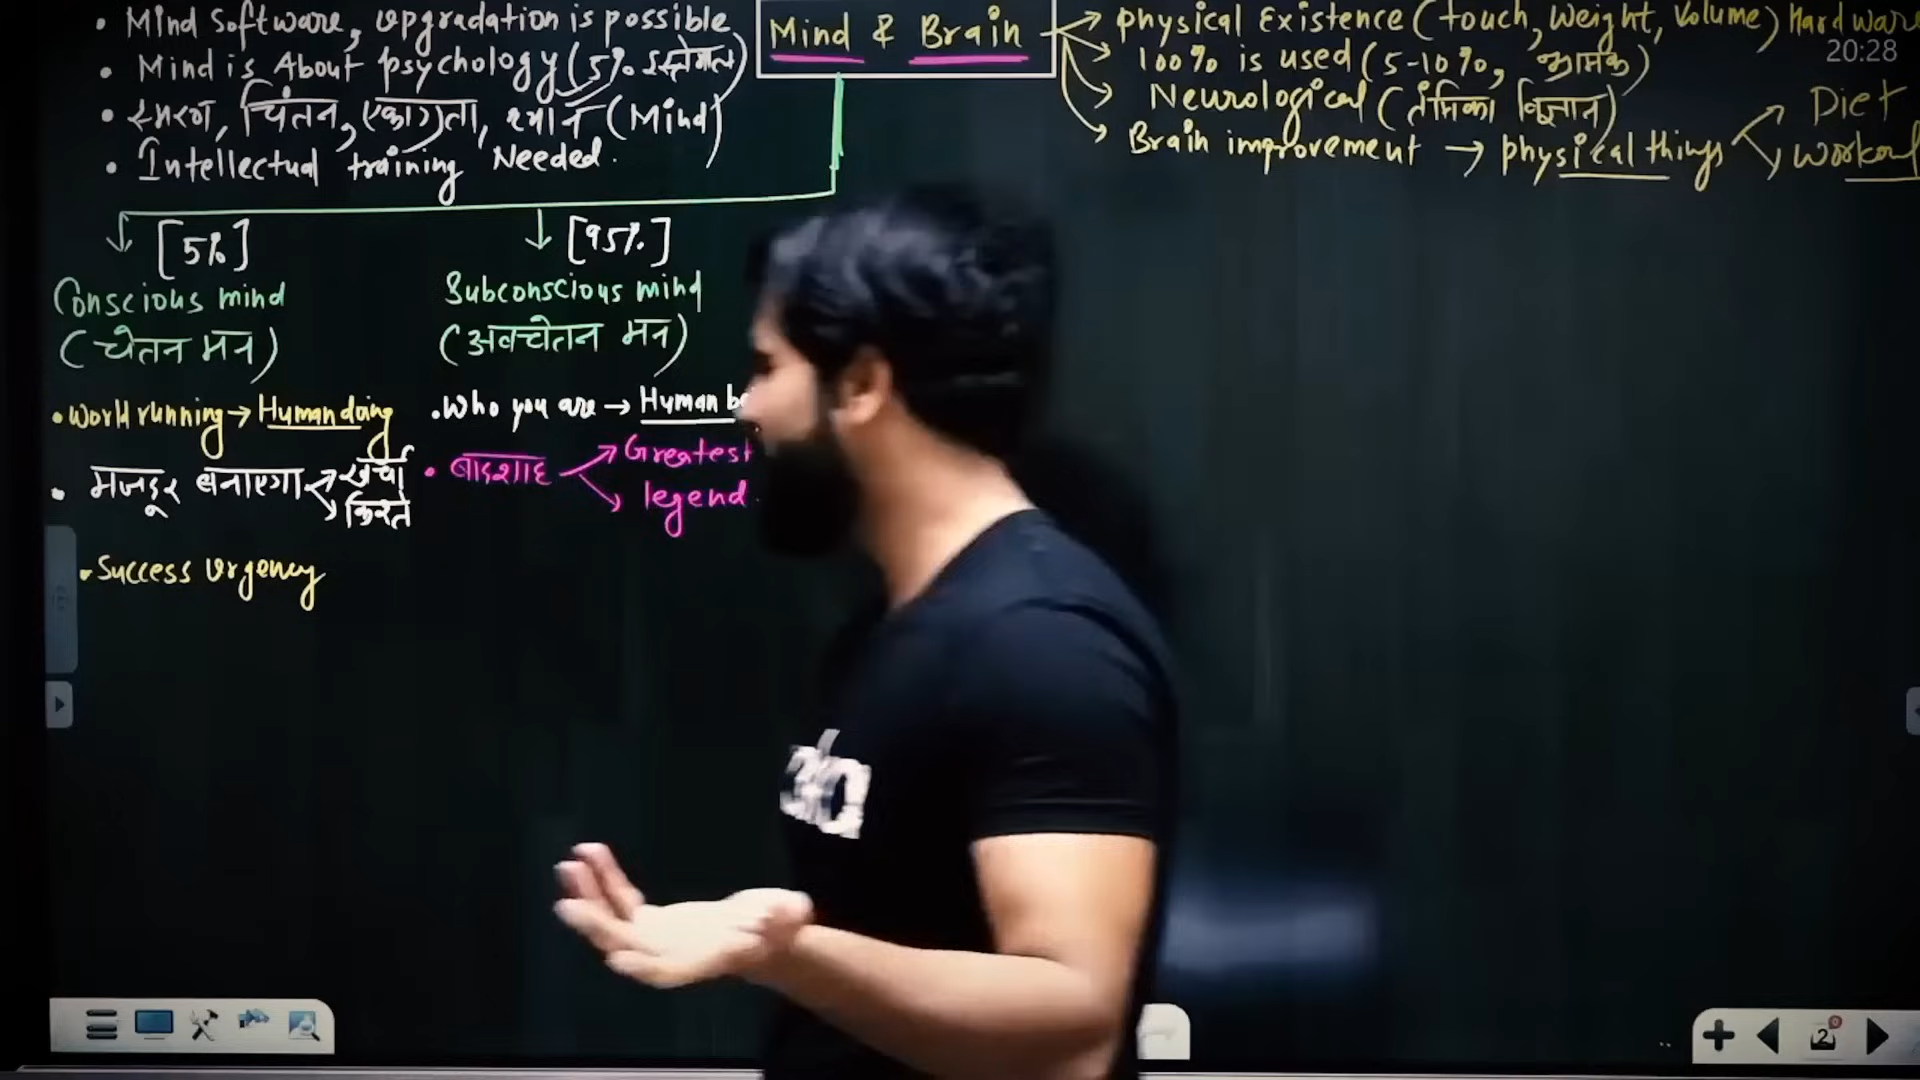 • Mind Software, upgradation is possible
• Mind is About psychology (5% इस्तेमाल)
• स्मरण, चिंतन, एकाग्रता, ध्यान (Mind)
• Intellectual training Needed.
Mind & Brain
physical Existence (touch, weight, volume) Hardware
20:28
100% is used (5-10%, भ्रामक)
Neurological (तंत्रिका विज्ञान)
Brain improvement → physical things
Diet
workout
[5%]
Conscious mind
(चेतन मन)
• World running → Human doing
• मजदूर बनाएगा
खर्चा
किस्त
• Success urgency
[95%]
Subconscious mind
(अवचेतन मन)
• Who you are → Human be
• बादशाह
Greatest
legend
2